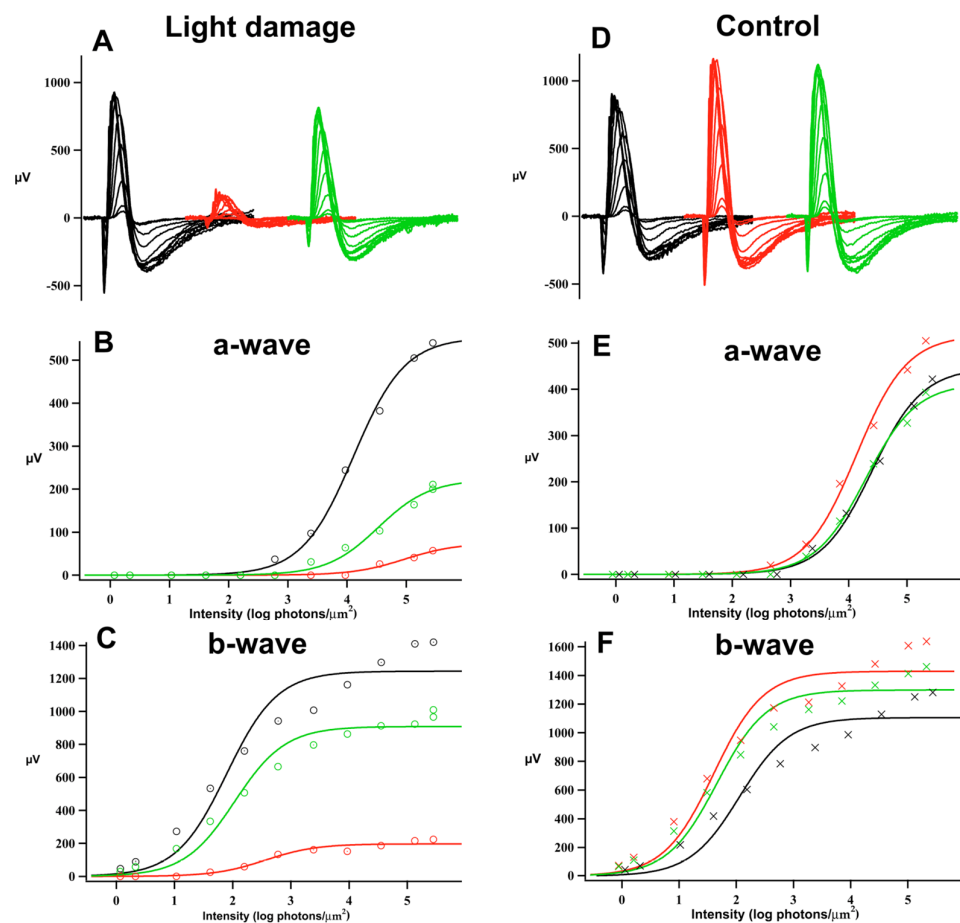 A Light damage
1000
500
µV
0
-500
B a-wave
500
400
300
µV
200
100
0
0 1 2 3 4 5
Intensity (log photons/µm²)
C b-wave
1400
1200
1000
800
µV
600
400
200
0
0 1 2 3 4 5
Intensity (log photons/µm²)
D Control
1000
500
µV
0
-500
E a-wave
500
400
300
µV
200
100
0
0 1 2 3 4 5
Intensity (log photons/µm²)
F b-wave
1600
1400
1200
1000
800
µV
600
400
200
0
0 1 2 3 4 5
Intensity (log photons/µm²)